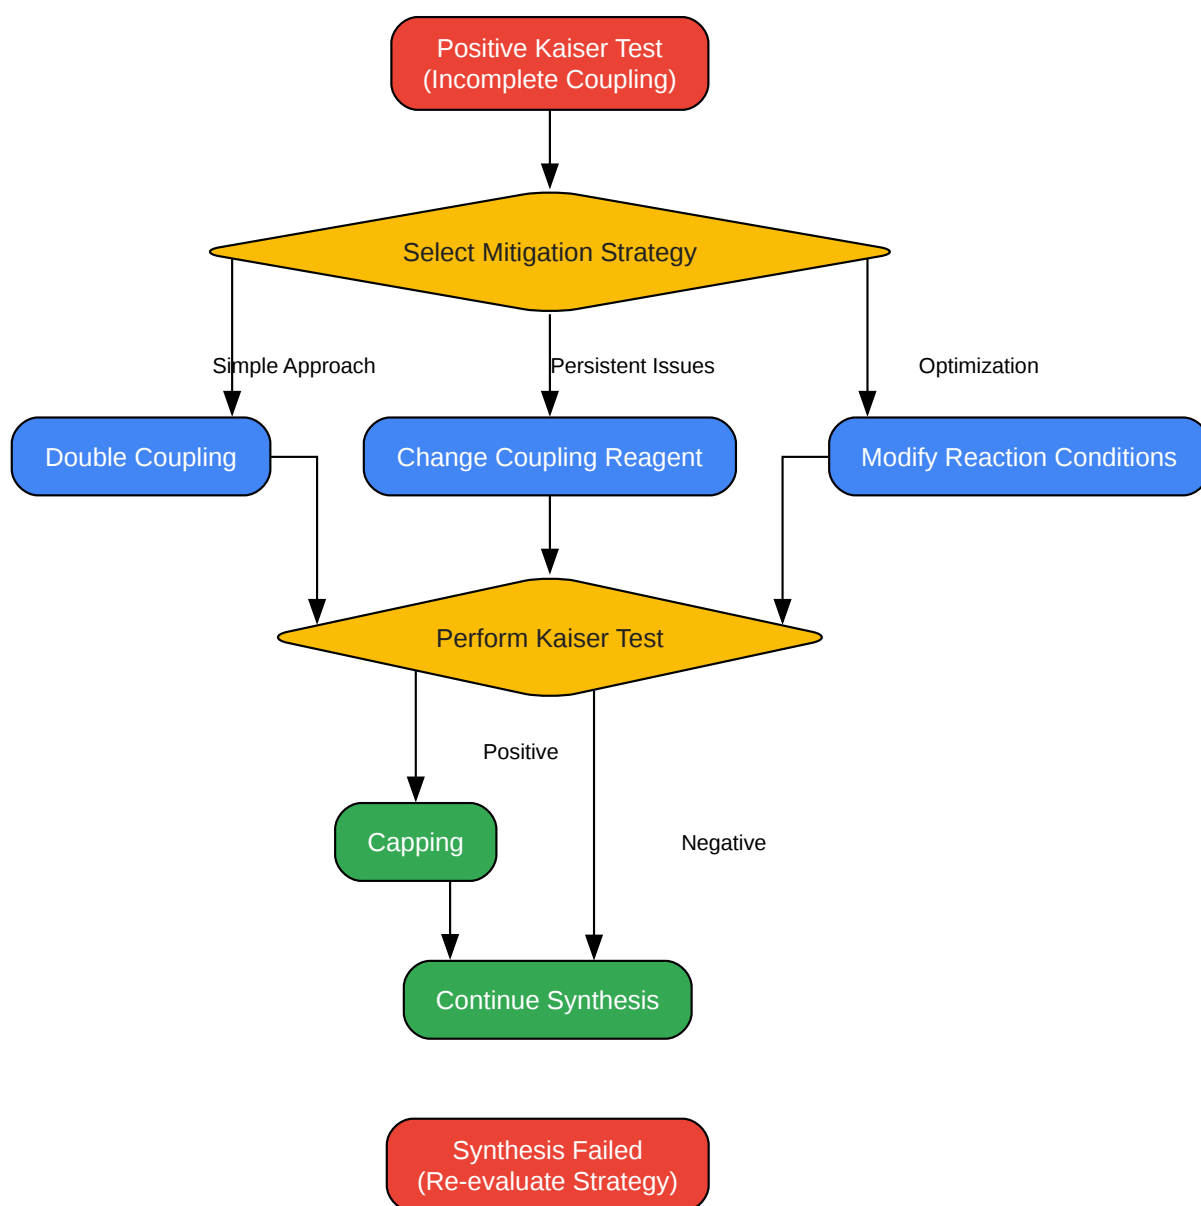 Positive Kaiser Test
(Incomplete Coupling)
Select Mitigation Strategy
Simple Approach
Persistent Issues
Optimization
Double Coupling
Change Coupling Reagent
Modify Reaction Conditions
Perform Kaiser Test
Positive
Capping
Negative
Continue Synthesis
Synthesis Failed
(Re-evaluate Strategy)